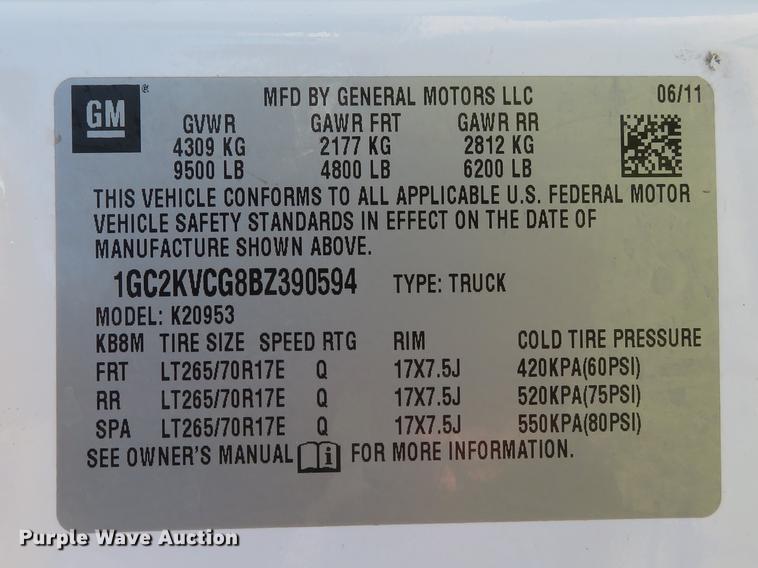 GM ® MFD BY GENERAL MOTORS LLC 06/11
GVWR GAWR FRT GAWR RR
4309 KG 2177 KG 2812 KG
9500 LB 4800 LB 6200 LB
THIS VEHICLE CONFORMS TO ALL APPLICABLE U.S. FEDERAL MOTOR
VEHICLE SAFETY STANDARDS IN EFFECT ON THE DATE OF
MANUFACTURE SHOWN ABOVE.
1GC2KVCG8BZ390594 TYPE: TRUCK
MODEL: K20953
KB8M TIRE SIZE SPEED RTG RIM COLD TIRE PRESSURE
FRT LT265/70R17E Q 17X7.5J 420KPA(60PSI)
RR LT265/70R17E Q 17X7.5J 520KPA(75PSI)
SPA LT265/70R17E Q 17X7.5J 550KPA(80PSI)
SEE OWNER'S MANUAL i FOR MORE INFORMATION.
Purple Wave Auction